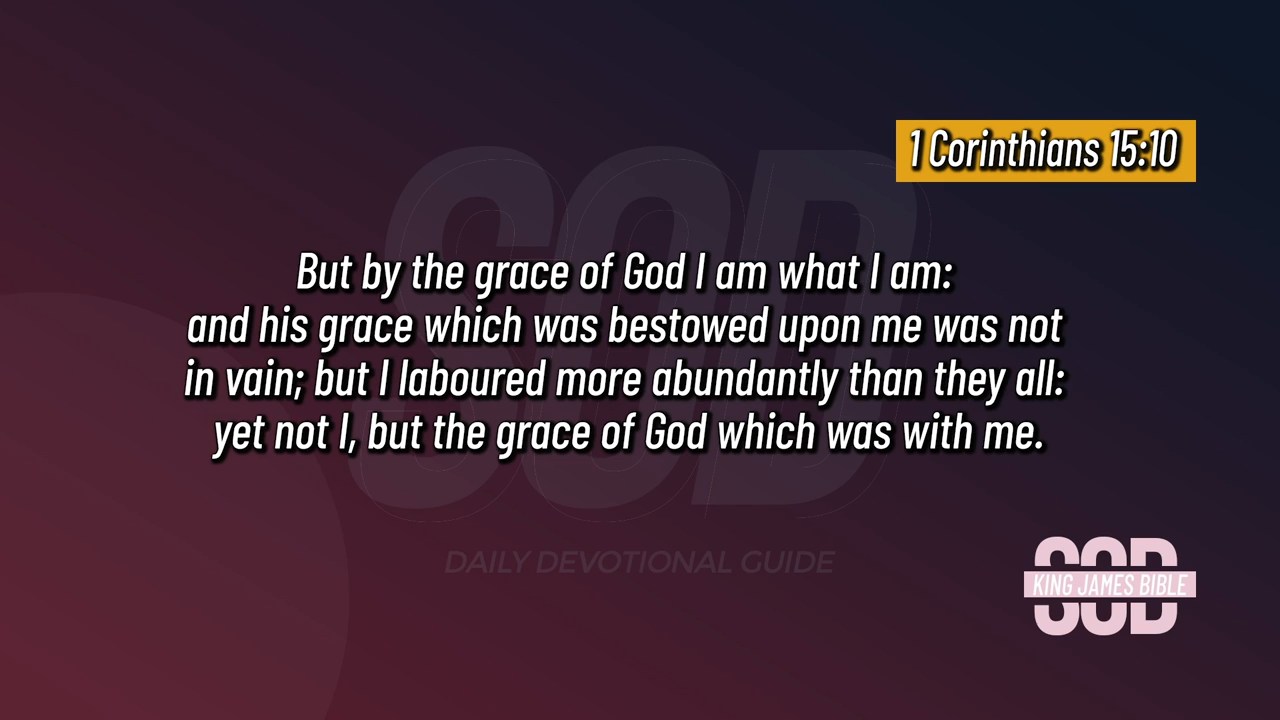 1 Corinthians 15:10
SOD
But by the grace of God I am what I am:
and his grace which was bestowed upon me was not
in vain; but I laboured more abundantly than they all:
yet not I, but the grace of God which was with me.
DAILY DEVOTIONAL GUIDE
SOD
KING JAMES BIBLE